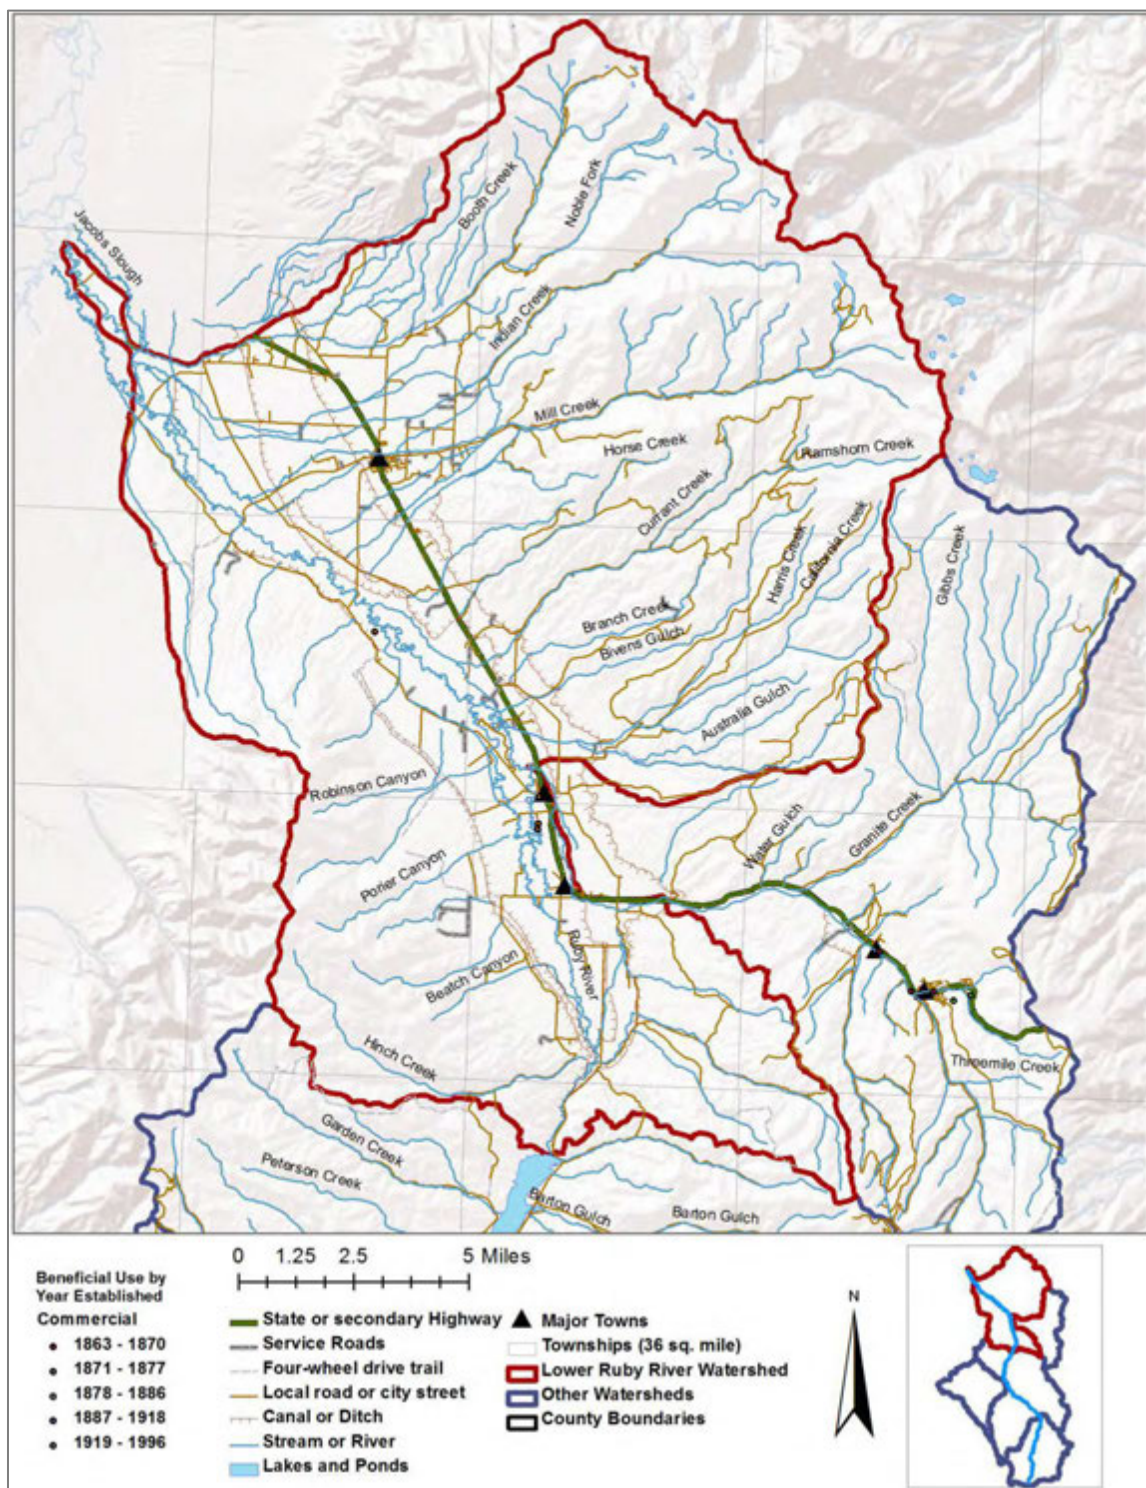 Jacobs Slough
Booth Creek
Noble Fork
Indian Creek
Mill Creek
Horse Creek
Ramshorn Creek
Currant Creek
Harris Creek
California Creek
Gibbs Creek
Branch Creek
Bivens Gulch
Australia Gulch
Robinson Canyon
Water Gulch
Granite Creek
Porier Canyon
Ruby River
Beatch Canyon
Hinch Creek
Threemile Creek
Garden Creek
Peterson Creek
Barton Gulch
Barton Gulch
Beneficial Use by
Year Established
Commercial
1863 - 1870
1871 - 1877
1878 - 1886
1887 - 1918
1919 - 1996
0 1.25 2.5 5 Miles
State or secondary Highway
Service Roads
Four-wheel drive trail
Local road or city street
Canal or Ditch
Stream or River
Lakes and Ponds
Major Towns
Townships (36 sq. mile)
Lower Ruby River Watershed
Other Watersheds
County Boundaries
N